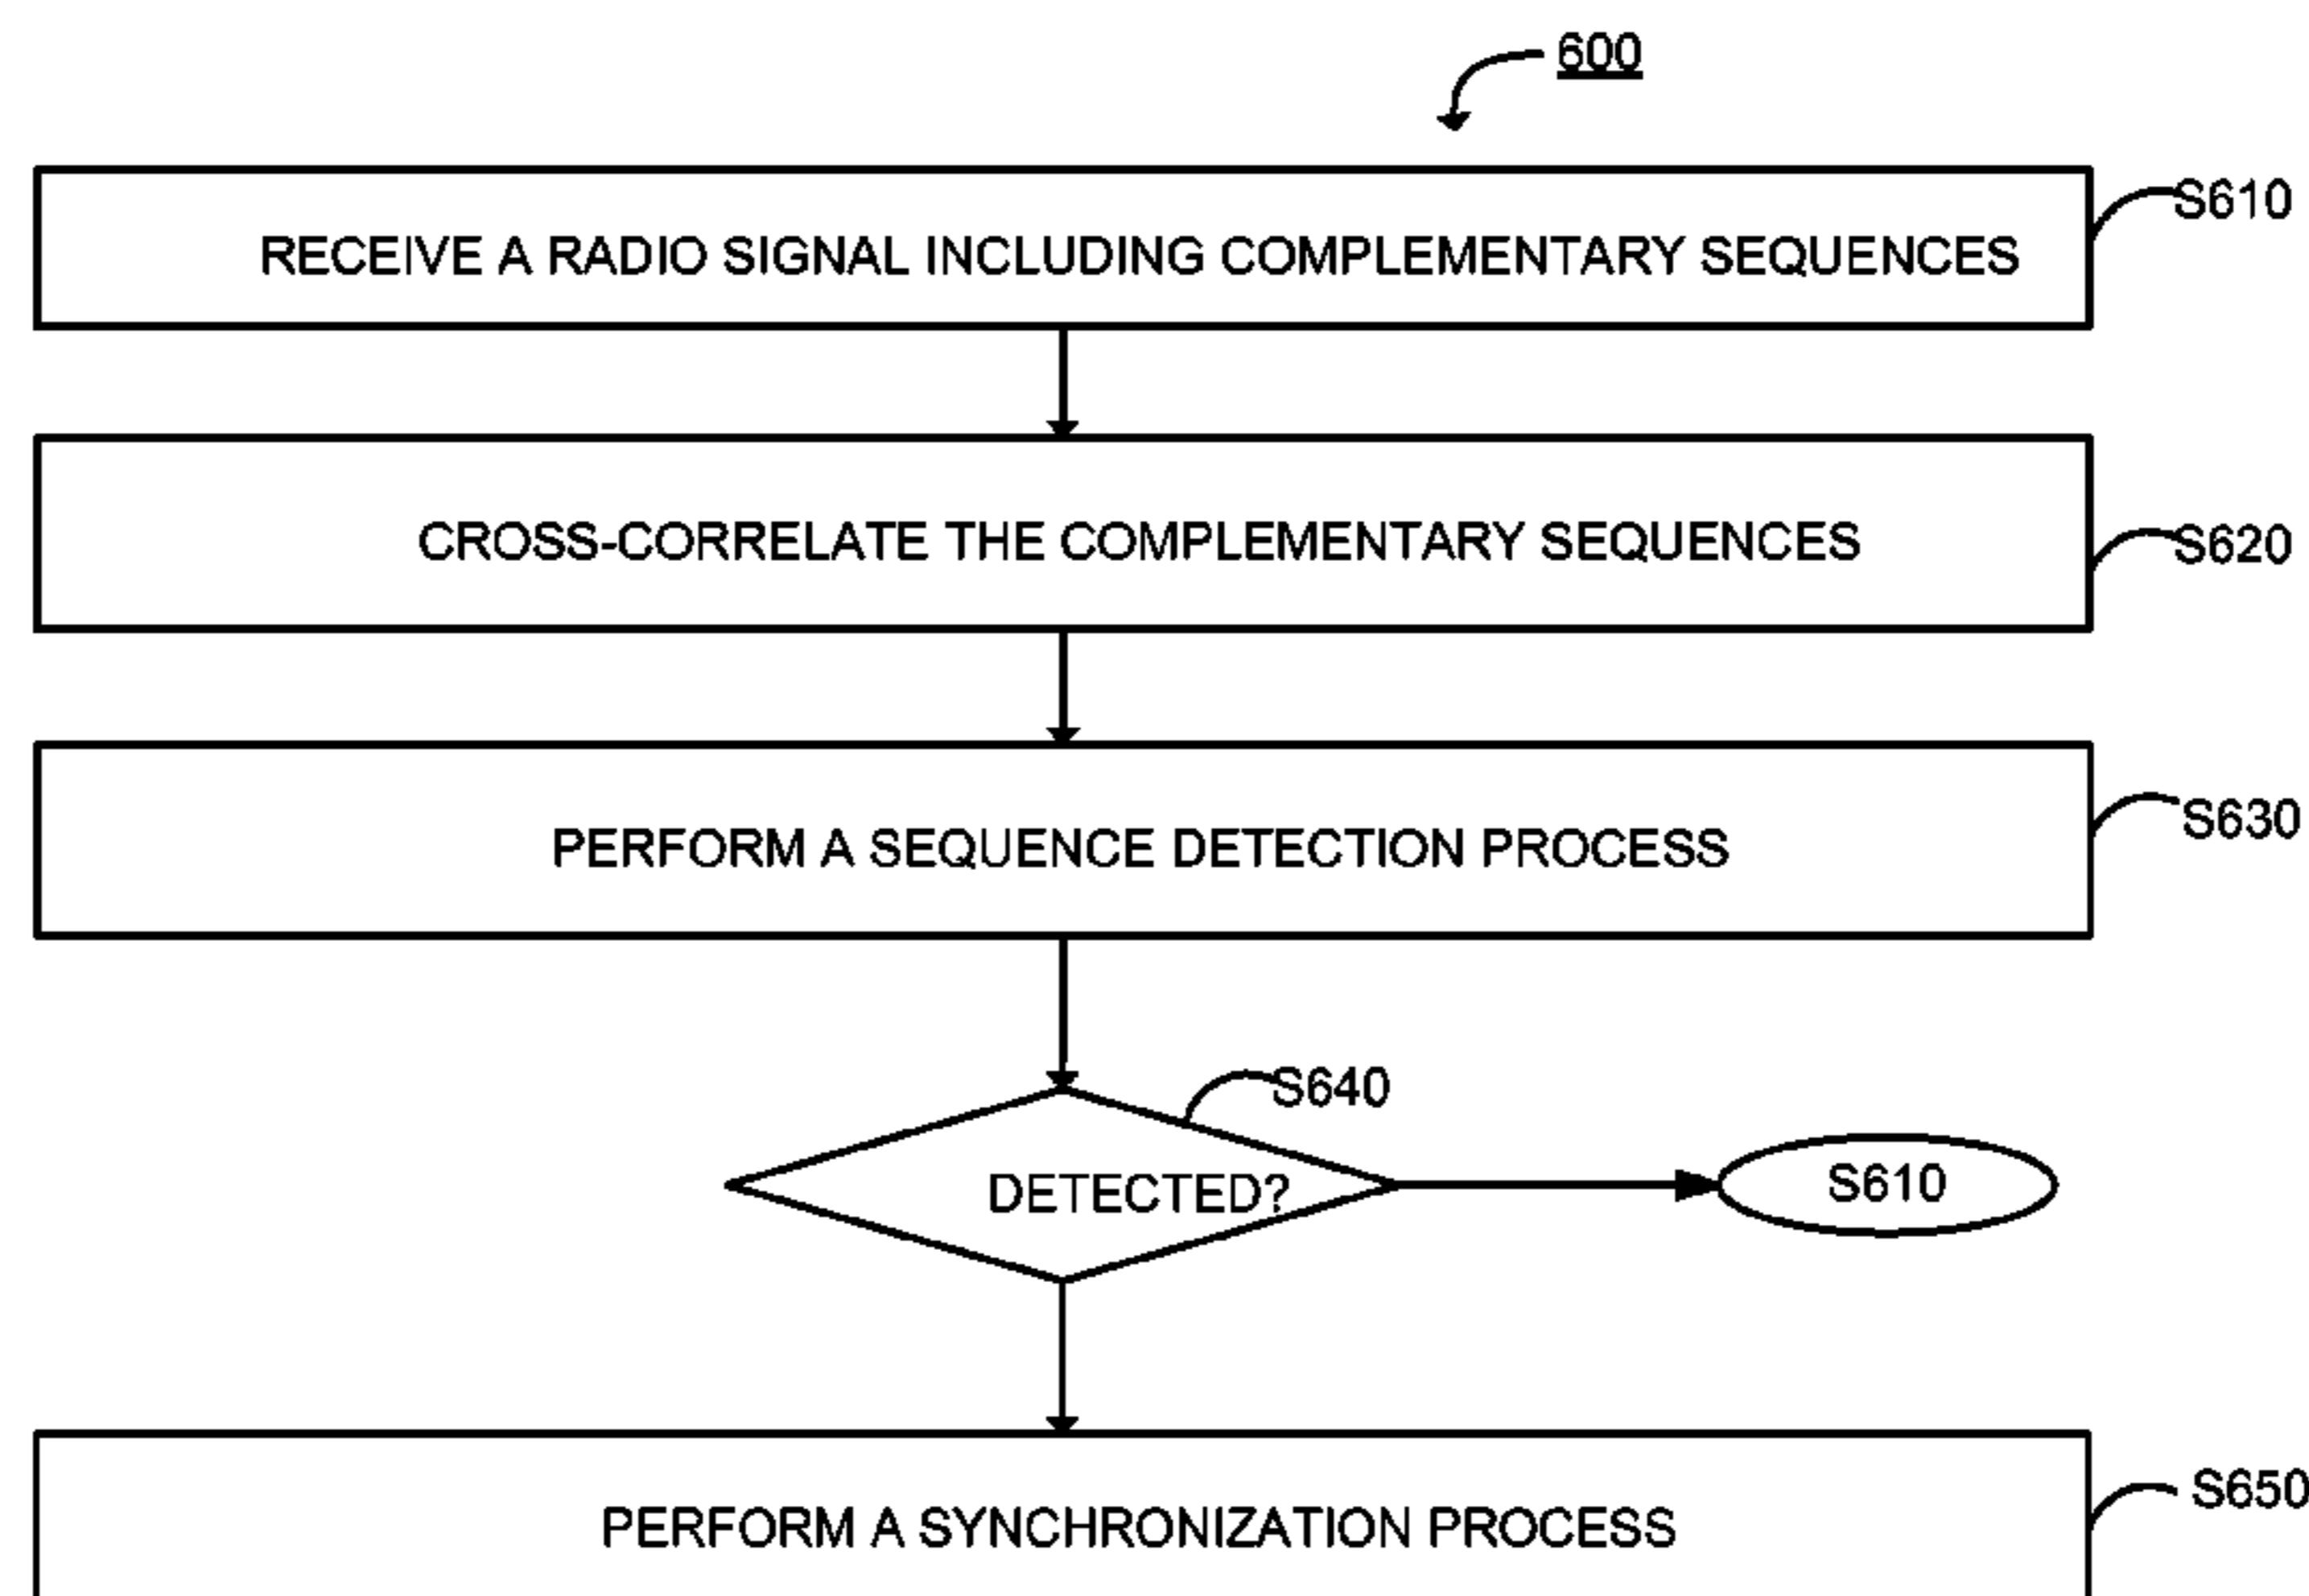 600
RECEIVE A RADIO SIGNAL INCLUDING COMPLEMENTARY SEQUENCES
S610
CROSS-CORRELATE THE COMPLEMENTARY SEQUENCES
S620
PERFORM A SEQUENCE DETECTION PROCESS
S630
S640
DETECTED?
S610
PERFORM A SYNCHRONIZATION PROCESS
S650